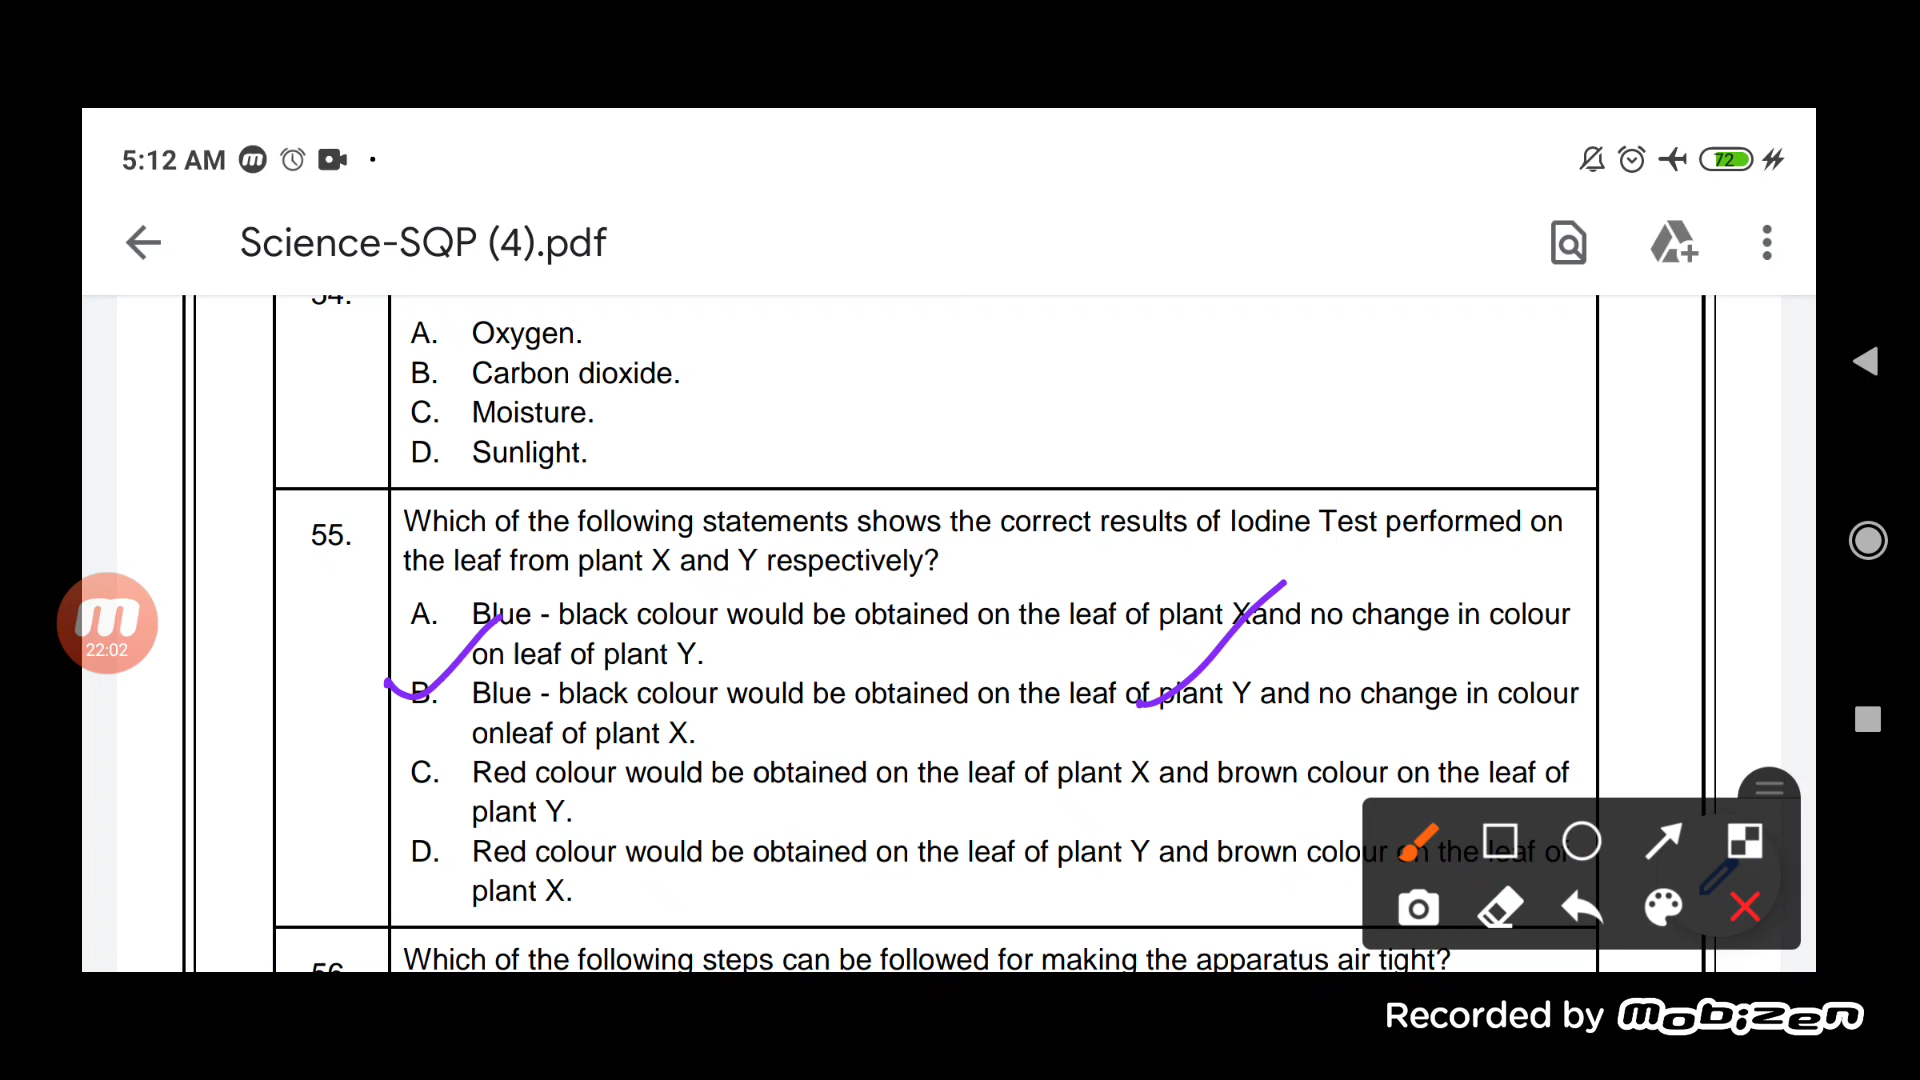 5:12 AM
72
Science-SQP (4).pdf
54.
A. Oxygen.
B. Carbon dioxide.
C. Moisture.
D. Sunlight.
55.
Which of the following statements shows the correct results of Iodine Test performed on
the leaf from plant X and Y respectively?
A. Blue - black colour would be obtained on the leaf of plant Xand no change in colour
on leaf of plant Y.
B. Blue - black colour would be obtained on the leaf of plant Y and no change in colour
onleaf of plant X.
C. Red colour would be obtained on the leaf of plant X and brown colour on the leaf of
plant Y.
D. Red colour would be obtained on the leaf of plant Y and brown colour on the leaf of
plant X.
56
Which of the following steps can be followed for making the apparatus air tight?
22:02
Recorded by mobizen